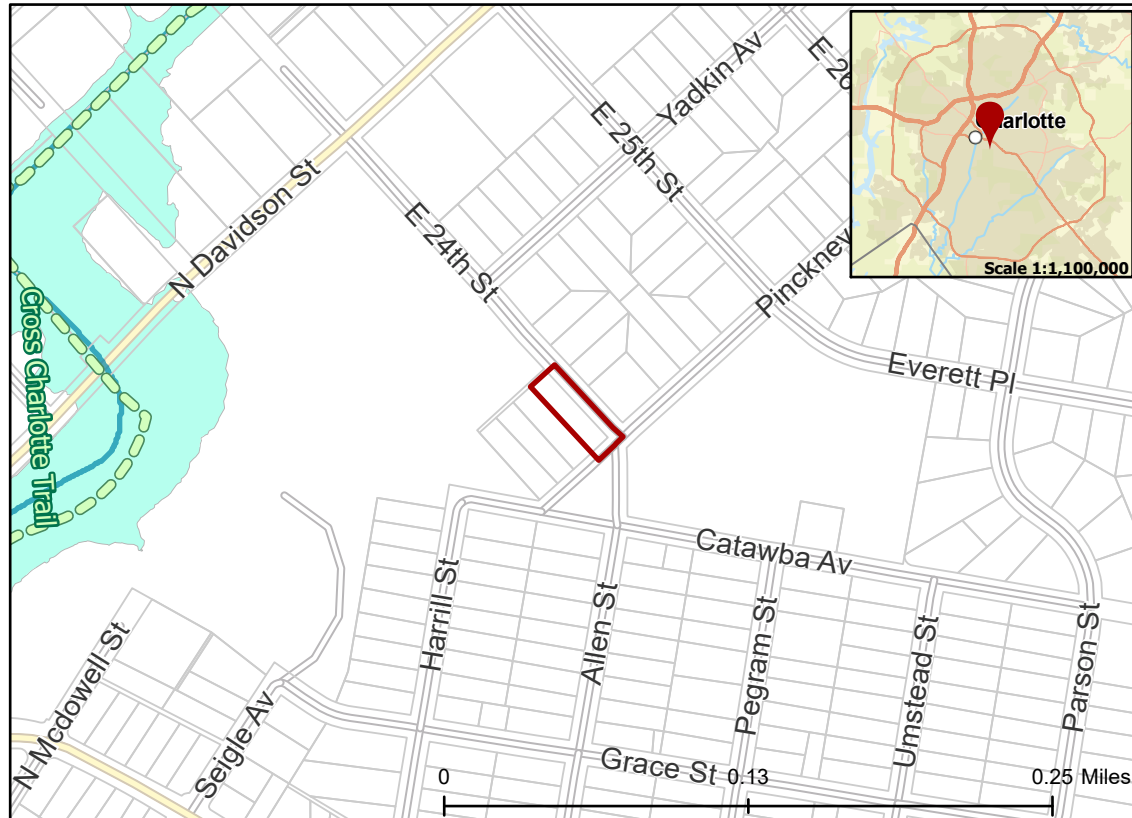 Yadkin Av
E 26
E 25th St
N Davidson St
E 24th St
Pinckney
Everett Pl
Cross Charlotte Trail
Catawba Av
Harrill St
Allen St
Pegram St
Umstead St
Parson St
N Mcdowell St
Seigle Av
Grace St
0
0.13
0.25 Miles
Charlotte
Scale 1:1,100,000